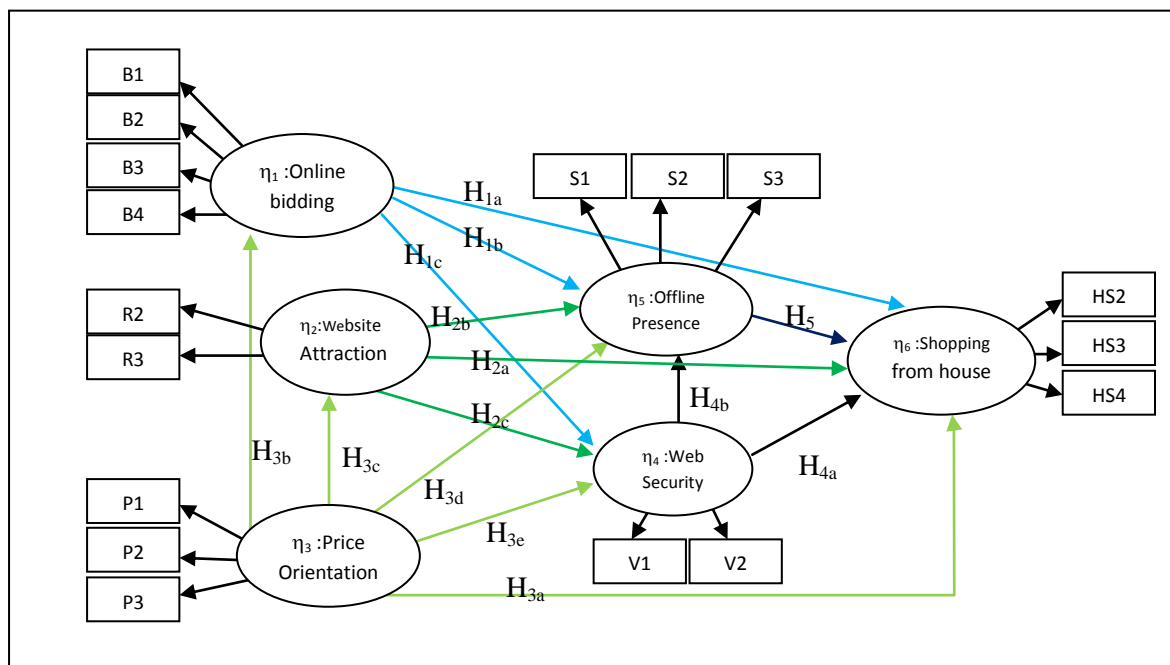 B1
B2
B3
B4
η1 :Online
bidding
S1
S2
S3
H1a
H1b
H1c
R2
R3
η2:Website
Attraction
H2b
H2a
H2c
η5 :Offline
Presence
H5
η6 :Shopping
from house
HS2
HS3
HS4
H4b
η4 :Web
Security
H4a
V1
V2
H3b
H3c
H3d
H3e
H3a
P1
P2
P3
η3 :Price
Orientation